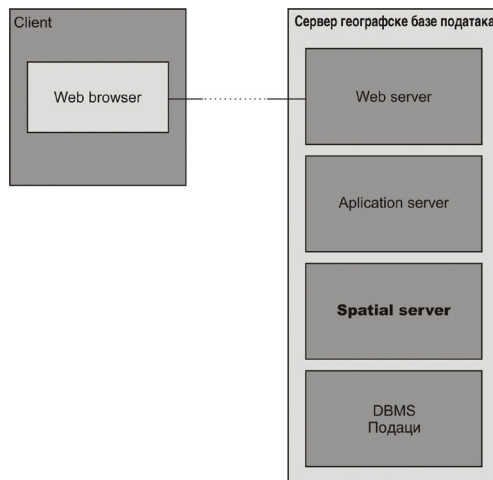 Client
Web browser
Сервер географске базе података
Web server
Aplication server
Spatial server
DBMS
Подаци